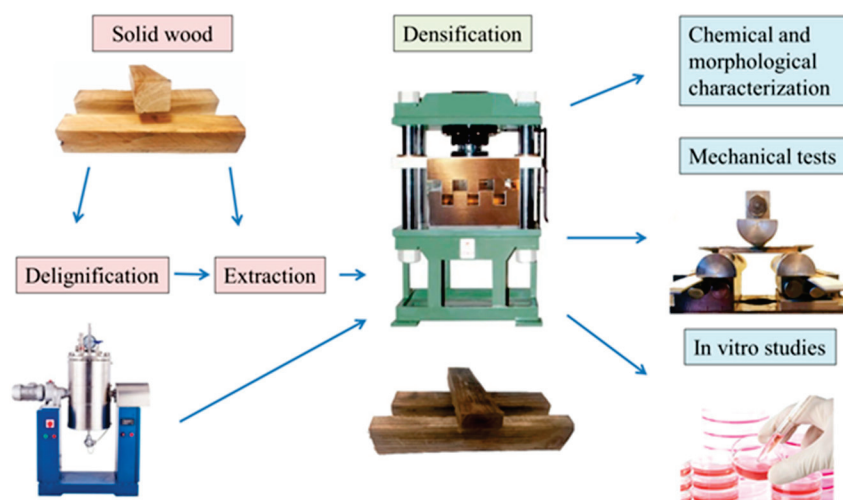 Solid wood
Densification
Chemical and
morphological
characterization
Mechanical tests
Delignification
Extraction
In vitro studies